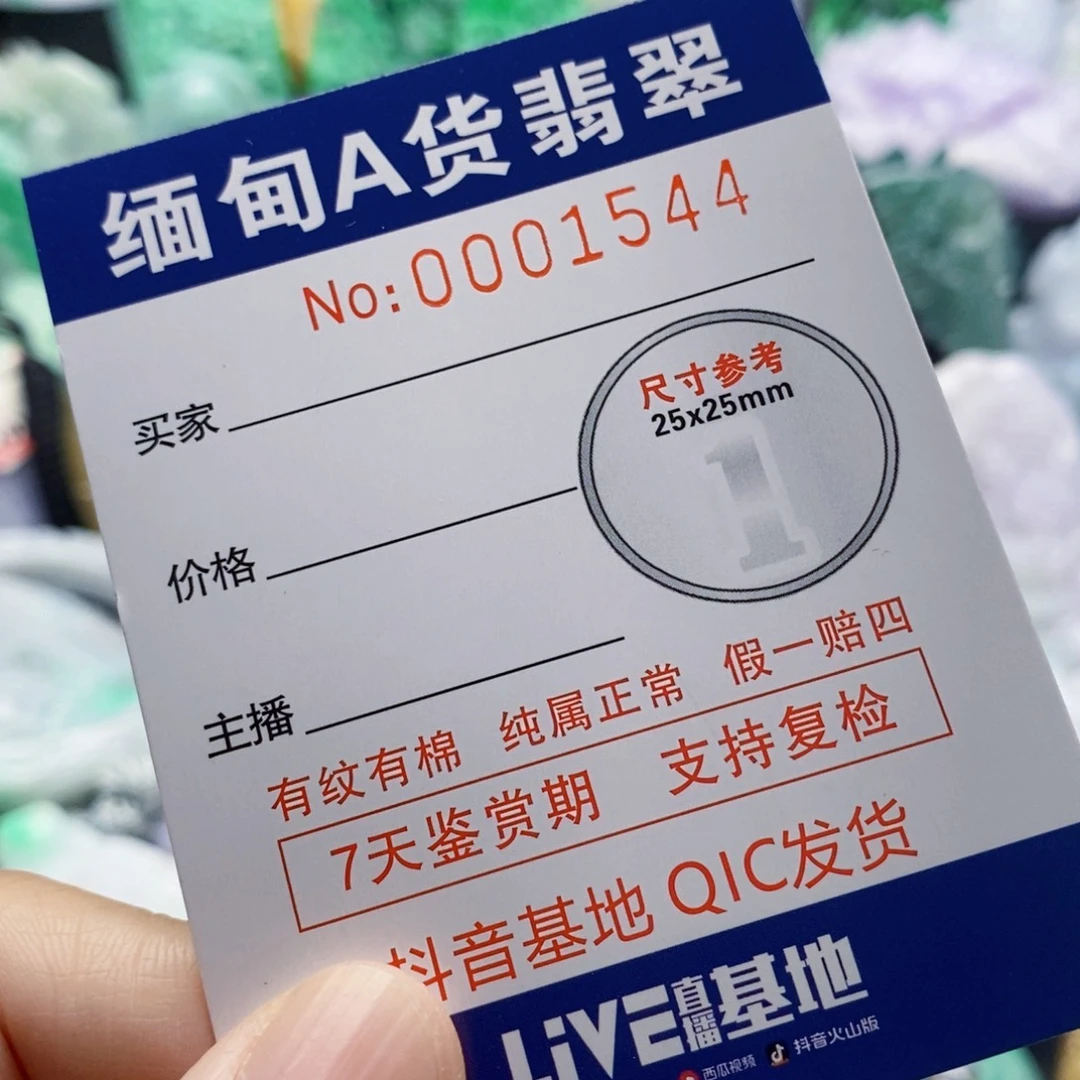 缅甸A货翡翠
No:0001544
买家
尺寸参考
25x25mm
1
价格
主播
有纹有棉 纯属正常 假一赔四
7天鉴赏期 支持复检
抖音基地 QIC发货
LiVE直播基地
西瓜视频 抖音火山版